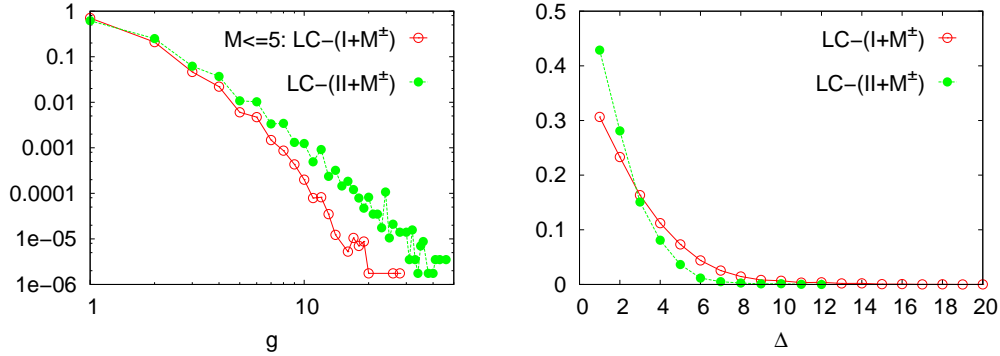 1
0.1
0.01
0.001
0.0001
1e-05
1e-06
1
10
g
M<=5: LC−(I+M±)
LC−(II+M±)
0.5
0.4
0.3
0.2
0.1
0
0 2 4 6 8 10 12 14 16 18 20
Δ
LC−(I+M±)
LC−(II+M±)